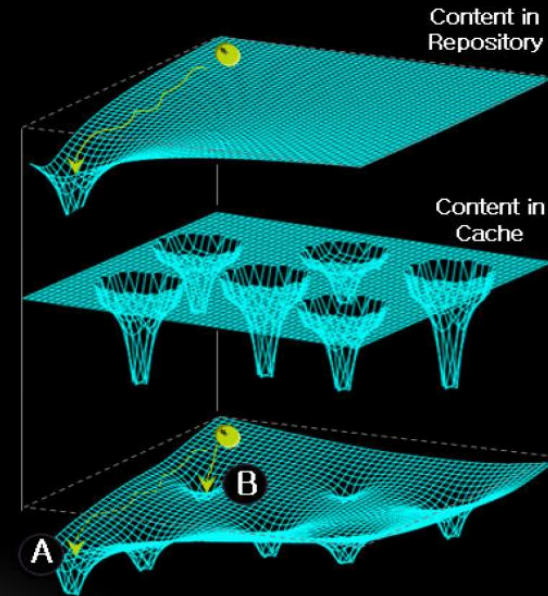 Content in
Repository
Content in
Cache
B
A